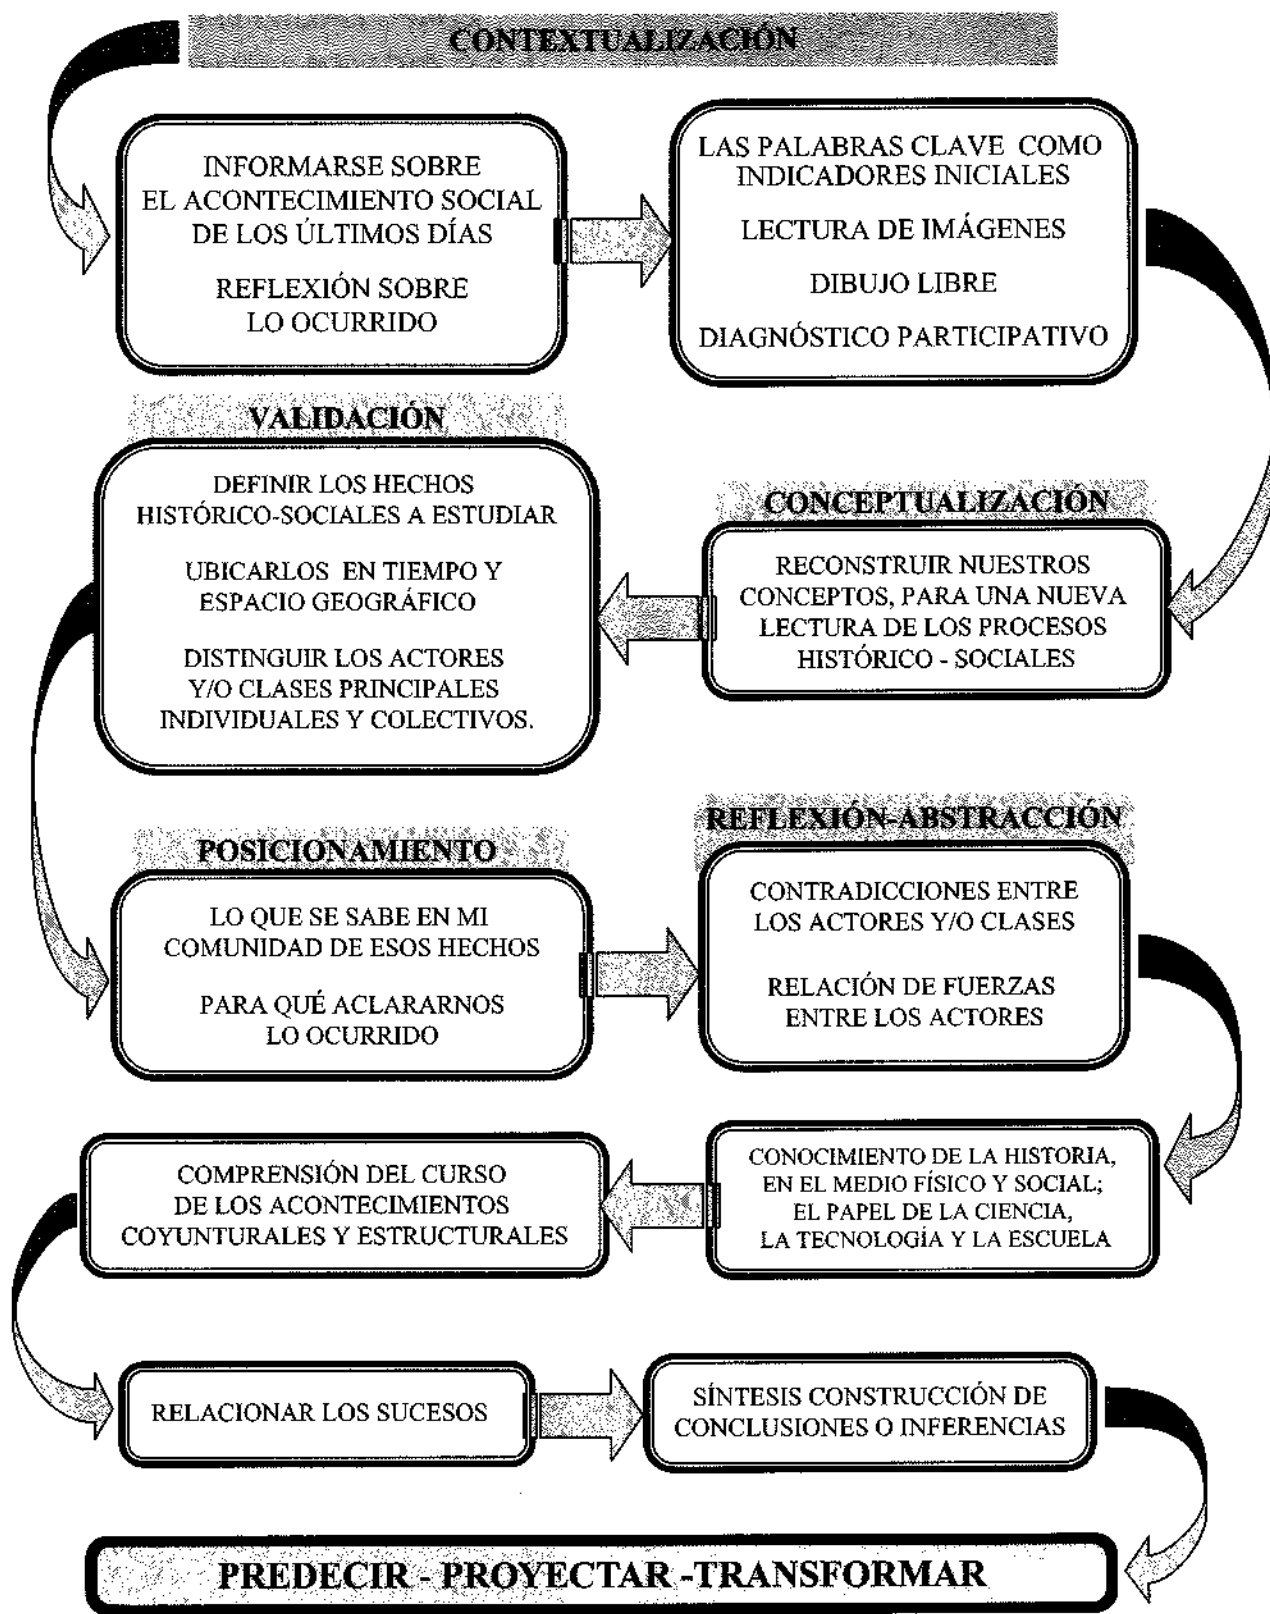 CONTEXTUALIZACIÓN
INFORMARSE SOBRE
EL ACONTECIMIENTO SOCIAL
DE LOS ÚLTIMOS DÍAS
REFLEXIÓN SOBRE
LO OCURRIDO
LAS PALABRAS CLAVE COMO
INDICADORES INICIALES
LECTURA DE IMÁGENES
DIBUJO LIBRE
DIAGNÓSTICO PARTICIPATIVO
CONCEPTUALIZACIÓN
RECONSTRUIR NUESTROS
CONCEPTOS, PARA UNA NUEVA
LECTURA DE LOS PROCESOS
HISTÓRICO - SOCIALES
VALIDACIÓN
DEFINIR LOS HECHOS
HISTÓRICO-SOCIALES A ESTUDIAR
UBICARLOS EN TIEMPO Y
ESPACIO GEOGRÁFICO
DISTINGUIR LOS ACTORES
Y/O CLASES PRINCIPALES
INDIVIDUALES Y COLECTIVOS.
POSICIONAMIENTO
LO QUE SE SABE EN MI
COMUNIDAD DE ESOS HECHOS
PARA QUÉ ACLARARNOS
LO OCURRIDO
REFLEXIÓN-ABSTRACCIÓN
CONTRADICCIONES ENTRE
LOS ACTORES Y/O CLASES
RELACIÓN DE FUERZAS
ENTRE LOS ACTORES
CONOCIMIENTO DE LA HISTORIA,
EN EL MEDIO FÍSICO Y SOCIAL;
EL PAPEL DE LA CIENCIA,
LA TECNOLOGÍA Y LA ESCUELA
COMPRENSIÓN DEL CURSO
DE LOS ACONTECIMIENTOS
COYUNTURALES Y ESTRUCTURALES
RELACIONAR LOS SUCESOS
SÍNTESIS CONSTRUCCIÓN DE
CONCLUSIONES O INFERENCIAS
PREDECIR - PROYECTAR -TRANSFORMAR